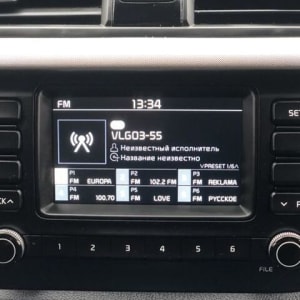 FM 13:34
VLG03-55
Неизвестный исполнитель
Название неизвестно
PRESET 1/6
P1 P2 P3
FM EUROPA FM 102.2 FM FM REKLAMA
P4 P5 P6
FM 100.70 FM LOVE FM РУССКОЕ
1 2 3 4 5 6
FILE